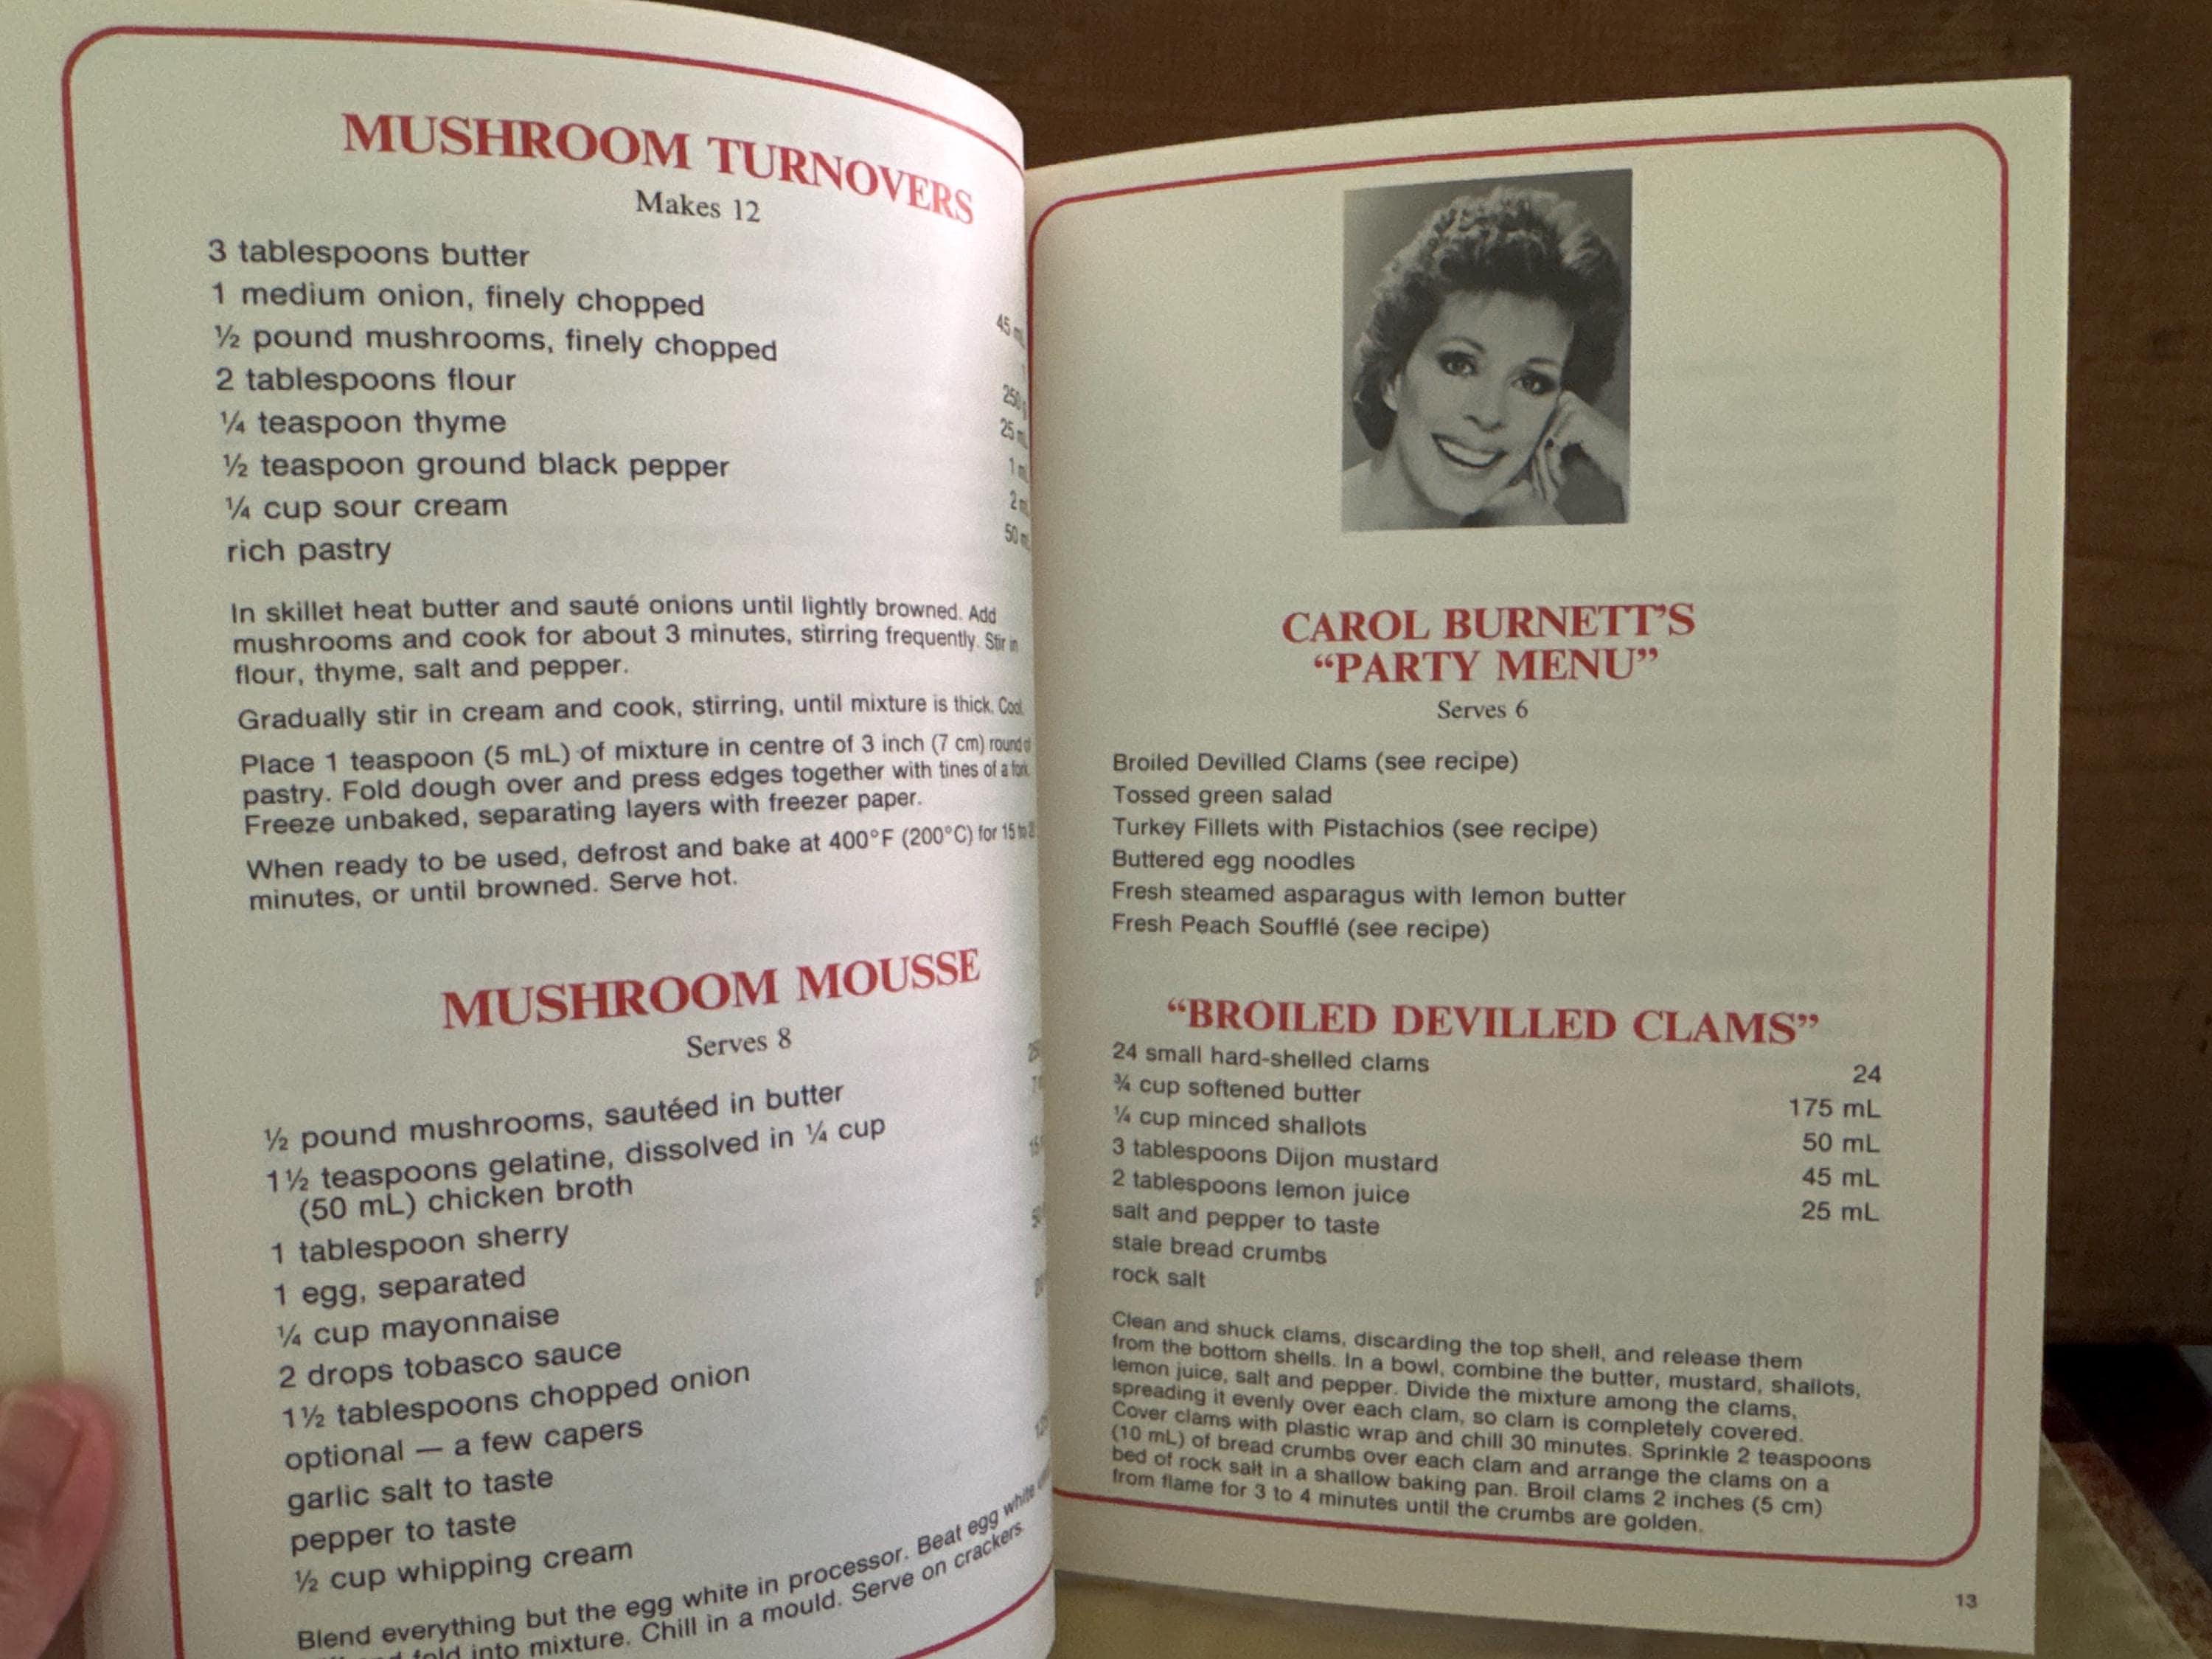 MUSHROOM TURNOVERS
Makes 12
3 tablespoons butter
1 medium onion, finely chopped
45 mL
½ pound mushrooms, finely chopped
1
2 tablespoons flour
250 g
¼ teaspoon thyme
25 mL
½ teaspoon ground black pepper
1 mL
¼ cup sour cream
2 mL
rich pastry
50 mL
In skillet heat butter and sauté onions until lightly browned. Add
mushrooms and cook for about 3 minutes, stirring frequently. Stir in
flour, thyme, salt and pepper.
Gradually stir in cream and cook, stirring, until mixture is thick. Cool.
Place 1 teaspoon (5 mL) of mixture in centre of 3 inch (7 cm) round of
pastry. Fold dough over and press edges together with tines of a fork.
Freeze unbaked, separating layers with freezer paper.
When ready to be used, defrost and bake at 400°F (200°C) for 15 to
minutes, or until browned. Serve hot.
MUSHROOM MOUSSE
Serves 8
½ pound mushrooms, sautéed in butter
1½ teaspoons gelatine, dissolved in ¼ cup
(50 mL) chicken broth
1 tablespoon sherry
1 egg, separated
¼ cup mayonnaise
2 drops tobasco sauce
1½ tablespoons chopped onion
optional — a few capers
garlic salt to taste
pepper to taste
½ cup whipping cream
Blend everything but the egg white in processor. Beat egg white
fold into mixture. Chill in a mould. Serve on crackers.
CAROL BURNETT'S
“PARTY MENU”
Serves 6
Broiled Devilled Clams (see recipe)
Tossed green salad
Turkey Fillets with Pistachios (see recipe)
Buttered egg noodles
Fresh steamed asparagus with lemon butter
Fresh Peach Soufflé (see recipe)
“BROILED DEVILLED CLAMS”
24 small hard-shelled clams 24
¾ cup softened butter 175 mL
¼ cup minced shallots 50 mL
3 tablespoons Dijon mustard 45 mL
2 tablespoons lemon juice 25 mL
salt and pepper to taste
stale bread crumbs
rock salt
Clean and shuck clams, discarding the top shell, and release them
from the bottom shells. In a bowl, combine the butter, mustard, shallots,
lemon juice, salt and pepper. Divide the mixture among the clams,
spreading it evenly over each clam, so clam is completely covered.
Cover clams with plastic wrap and chill 30 minutes. Sprinkle 2 teaspoons
(10 mL) of bread crumbs over each clam and arrange the clams on a
bed of rock salt in a shallow baking pan. Broil clams 2 inches (5 cm)
from flame for 3 to 4 minutes until the crumbs are golden.
13